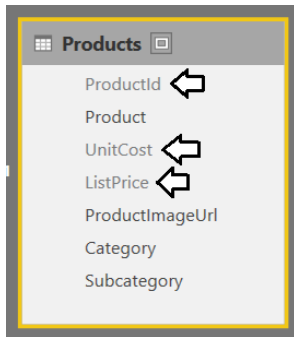 Products
ProductId
Product
UnitCost
ListPrice
ProductImageUrl
Category
Subcategory